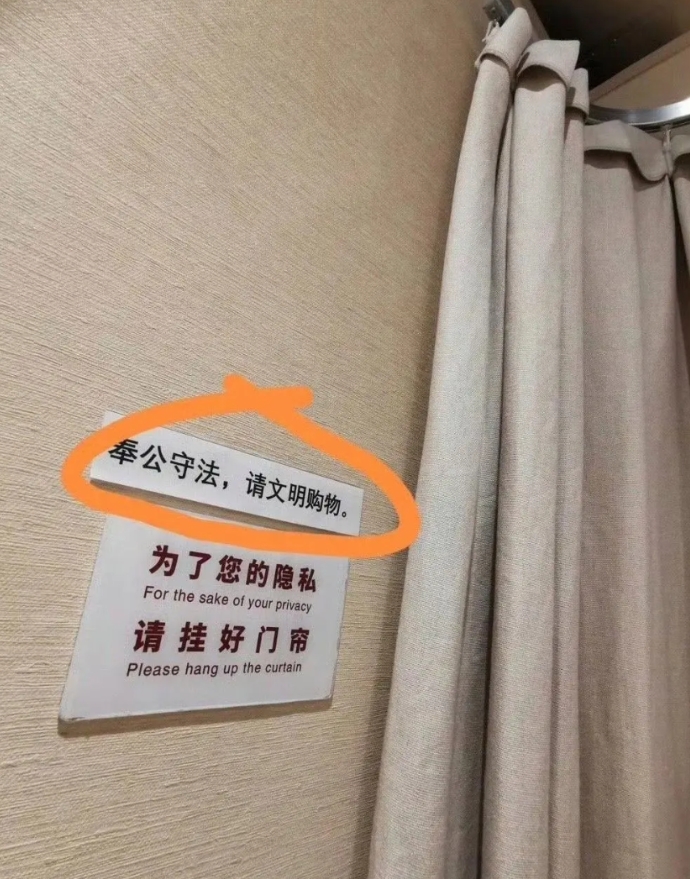 奉公守法，请文明购物。
为了您的隐私
For the sake of your privacy
请挂好门帘
Please hang up the curtain